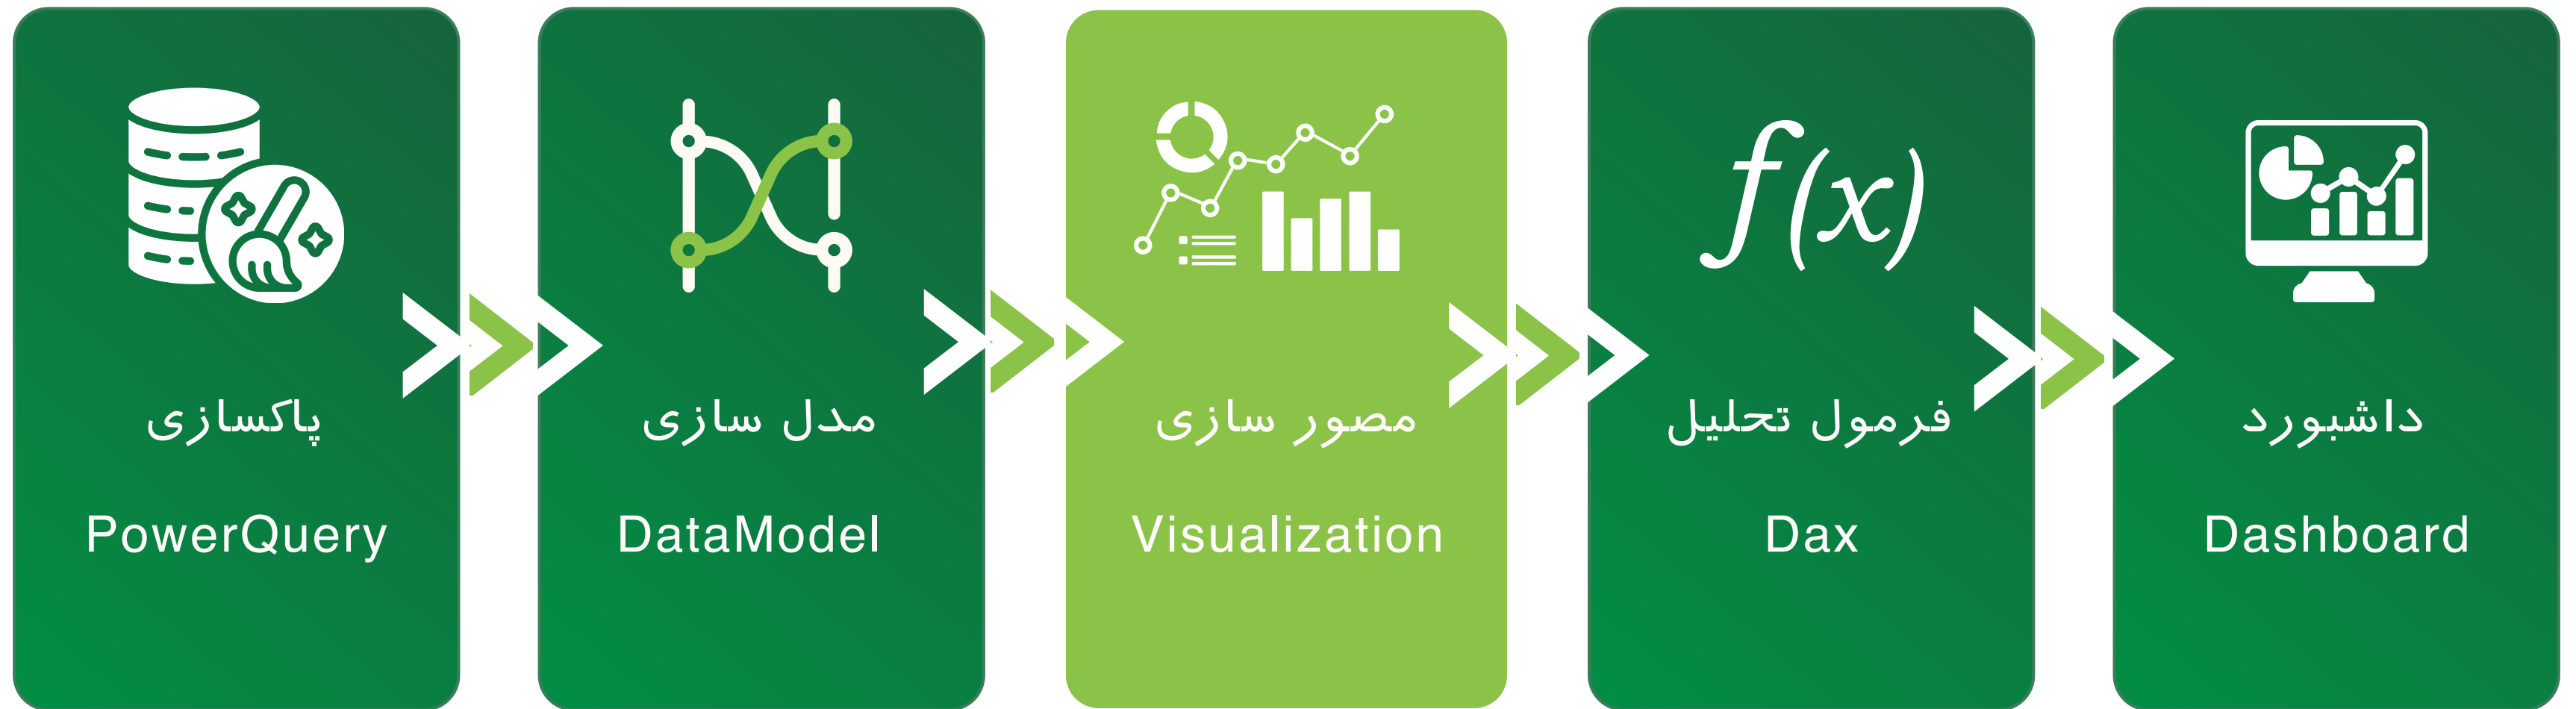 پاکسازی
PowerQuery
مدل سازی
DataModel
مصور سازی
Visualization
f(x)
فرمول تحلیل
Dax
داشبورد
Dashboard